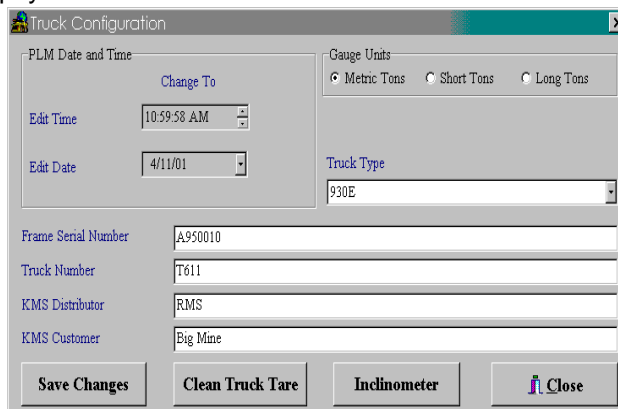 Truck Configuration
PLM Date and Time
Change To
Edit Time
10:59:58 AM
Edit Date
4/11/01
Gauge Units
Metric Tons
Short Tons
Long Tons
Truck Type
930E
Frame Serial Number
A950010
Truck Number
T611
KMS Distributor
RMS
KMS Customer
Big Mine
Save Changes
Clean Truck Tare
Inclinometer
Close